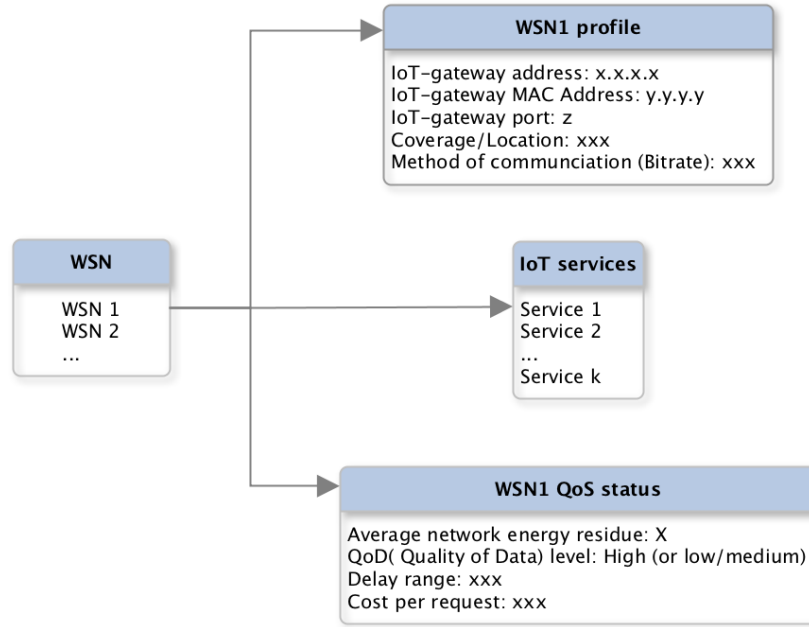 WSN1 profile
IoT-gateway address: x.x.x.x
IoT-gateway MAC Address: y.y.y.y
IoT-gateway port: z
Coverage/Location: xxx
Method of communciation (Bitrate): xxx
WSN
WSN 1
WSN 2
...
IoT services
Service 1
Service 2
...
Service k
WSN1 QoS status
Average network energy residue: X
QoD( Quality of Data) level: High (or low/medium)
Delay range: xxx
Cost per request: xxx